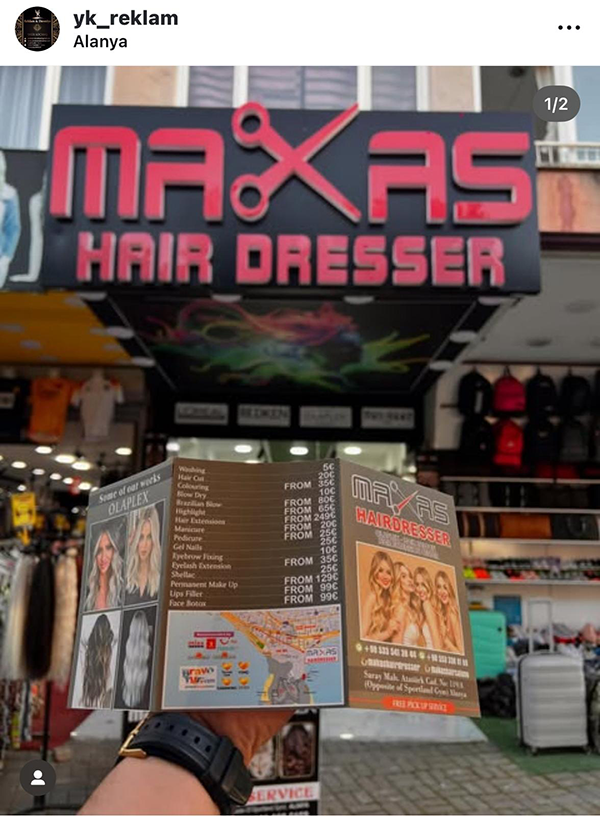 yk_reklam
Alanya
1/2
MAXAS
HAIR DRESSER
LOREAL
REDKEN
Some of our works
OLAPLEX
Washing 5€
Hair Cut 20€
Colouring FROM 35€
Blow Dry 10€
Brazilian Blow FROM 80€
Highlight FROM 65€
Hair Extensions FROM 249€
Manicure FROM 20€
Pedicure FROM 25€
Gel Nails 25€
Eyebrow Fixing 10€
Eyelash Extension FROM 35€
Shellac 25€
Permanent Make Up FROM 129€
Lips Filler FROM 99€
Face Botox FROM 99€
MAXAS
MAXAS
HAIRDRESSER
Saray Mah. Atatürk Cad. No:
(Opposite of Sportland Gym) Alanya
FREE PICK UP SERVICE
SERVICE